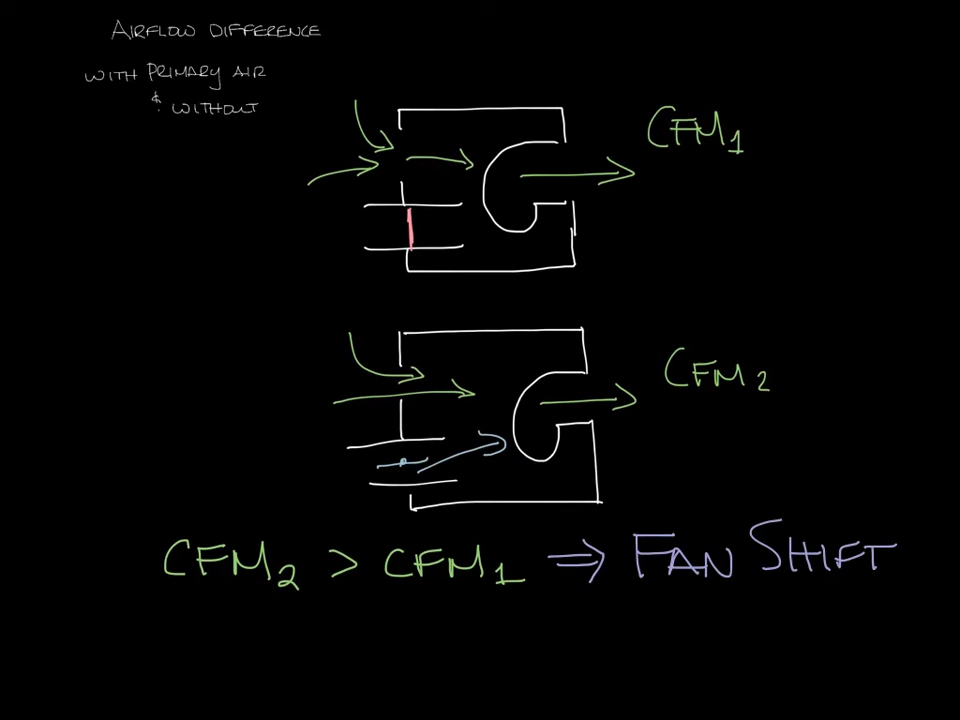 AIRFLOW DIFFERENCE
WITH PRIMARY AIR
& WITHOUT
CFM1
CFM2
CFM2 > CFM1 ⇒ FAN SHIFT